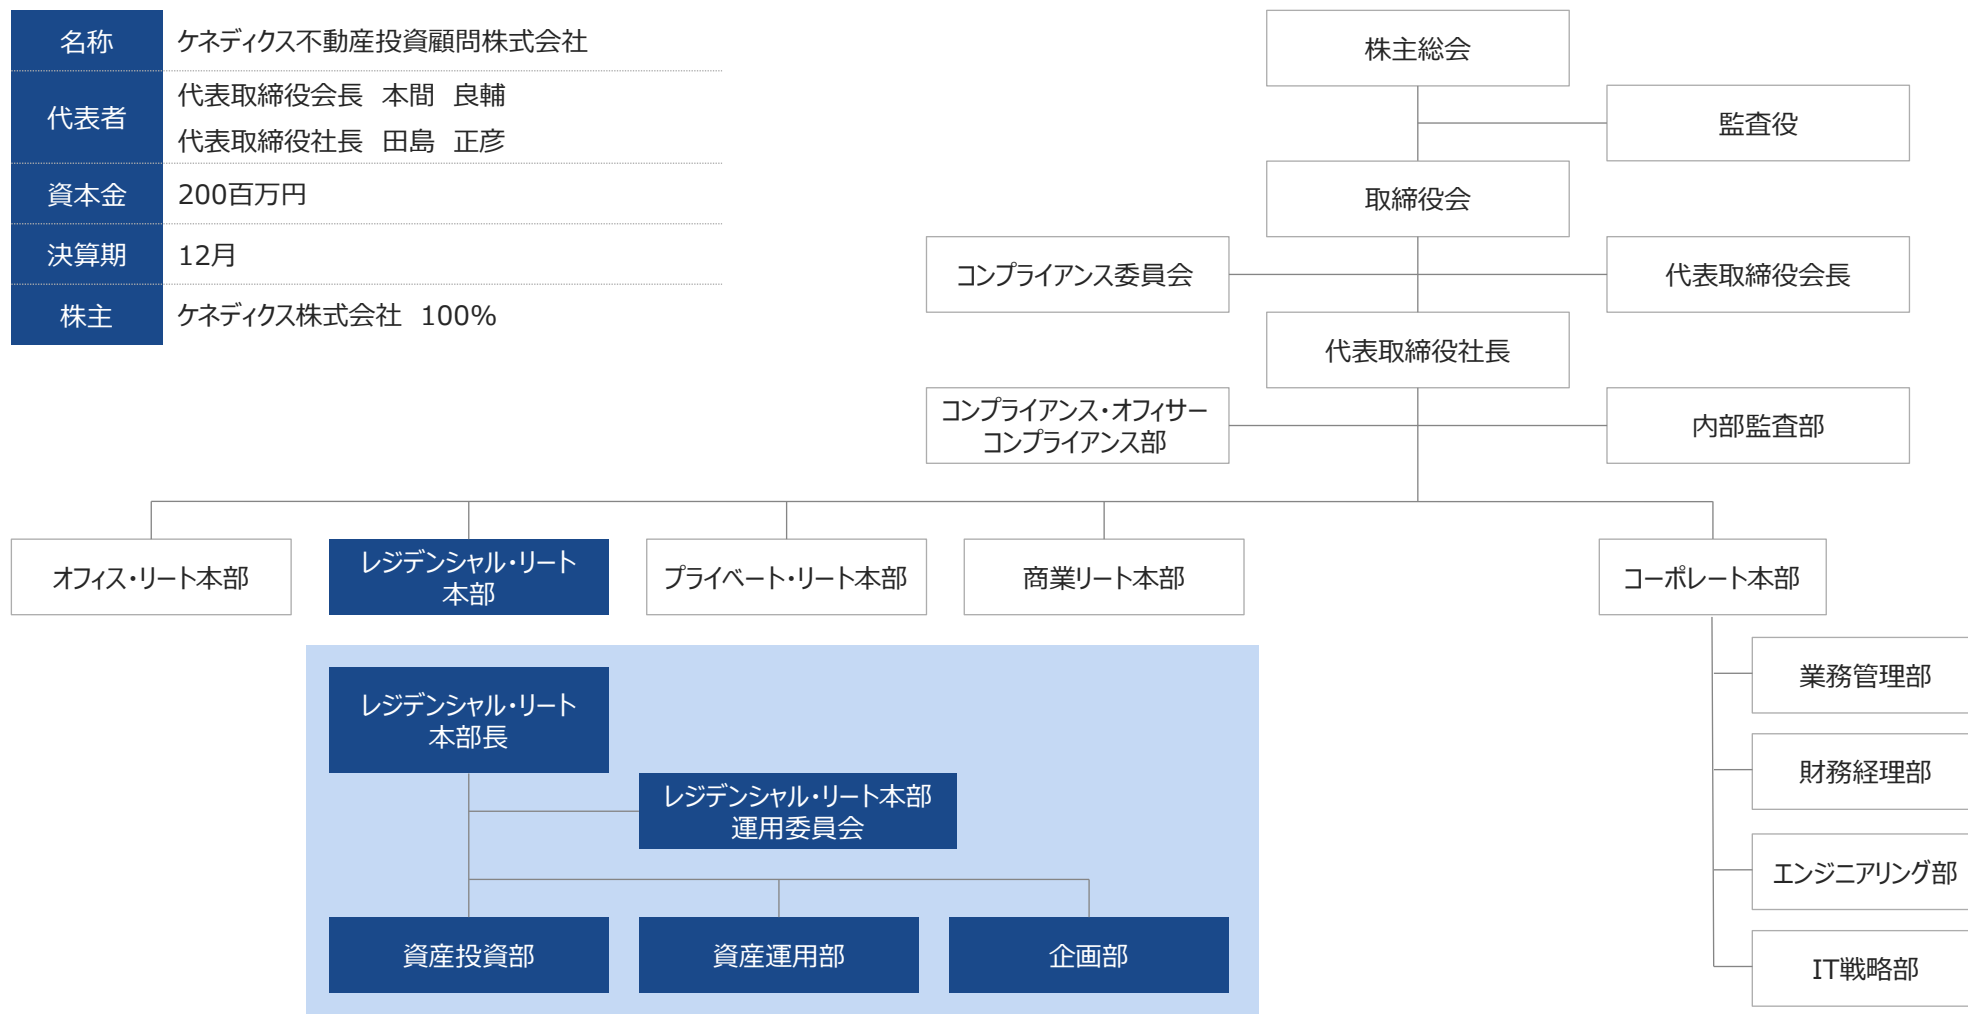 名称 ケネディクス不動産投資顧問株式会社
代表者 代表取締役会長 本間 良輔
代表取締役社長 田島 正彦
資本金 200百万円
決算期 12月
株主 ケネディクス株式会社 100%
株主総会
監査役
取締役会
コンプライアンス委員会
代表取締役会長
代表取締役社長
コンプライアンス・オフィサー
コンプライアンス部
内部監査部
オフィス・リート本部
レジデンシャル・リート
本部
プライベート・リート本部
商業リート本部
コーポレート本部
レジデンシャル・リート
本部長
レジデンシャル・リート本部
運用委員会
資産投資部
資産運用部
企画部
業務管理部
財務経理部
エンジニアリング部
IT戦略部